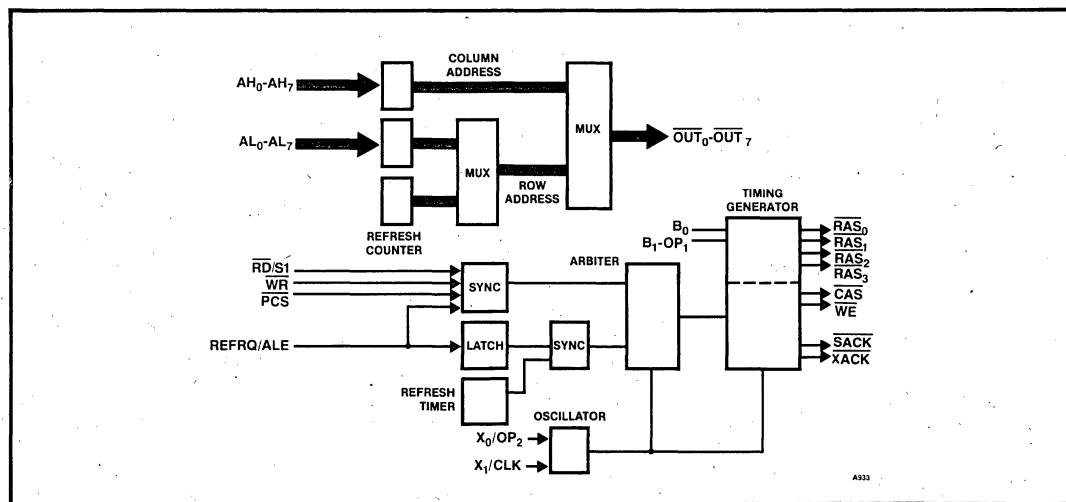 COLUMN
ADDRESS
AH₀-AH₇
MUX
OUT₀-OUT₇
AL₀-AL₇
MUX
ROW
ADDRESS
REFRESH
COUNTER
TIMING
GENERATOR
B₀
B₁-OP₁
RAS₀
RAS₁
RAS₂
RAS₃
CAS
WE
SACK
XACK
ARBITER
RD/S1
WR
PCS
SYNC
REFRQ/ALE
LATCH
SYNC
REFRESH
TIMER
OSCILLATOR
X₀/OP₂
X₁/CLK
A933